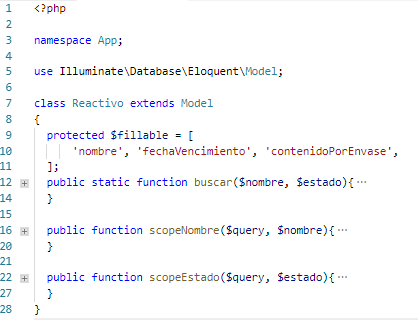 1 <?php
2
3 namespace App;
4
5 use Illuminate\Database\Eloquent\Model;
6
7 class Reactivo extends Model
8 {
9 protected $fillable = [
10 'nombre', 'fechaVencimiento', 'contenidoPorEnvase',
11 ];
12 public static function buscar($nombre, $estado){ ⋯
14 }
15
16 public function scopeNombre($query, $nombre){ ⋯
20 }
21
22 public function scopeEstado($query, $estado){ ⋯
27 }
28 }